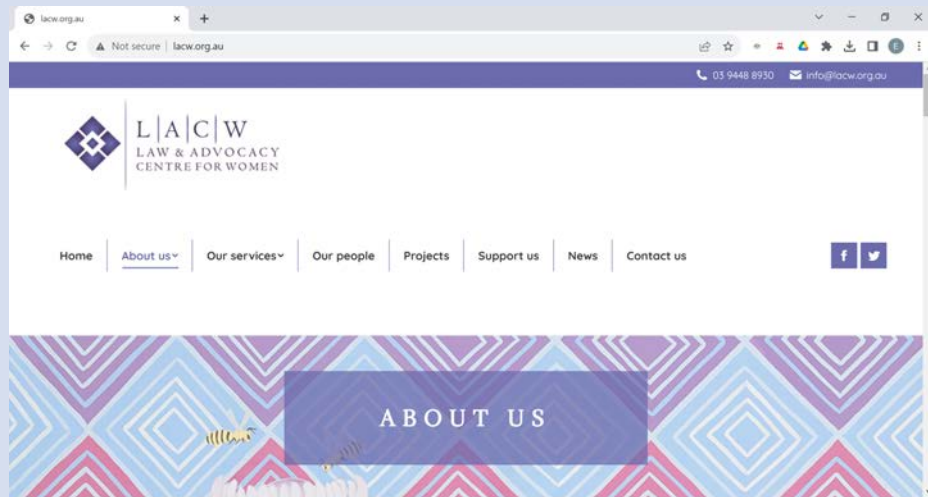 lacw.org.au
Not secure | lacw.org.au
E
03 9448 8930 info@lacw.org.au
L|A|C|W
LAW & ADVOCACY
CENTRE FOR WOMEN
Home About us Our services Our people Projects Support us News Contact us
ABOUT US